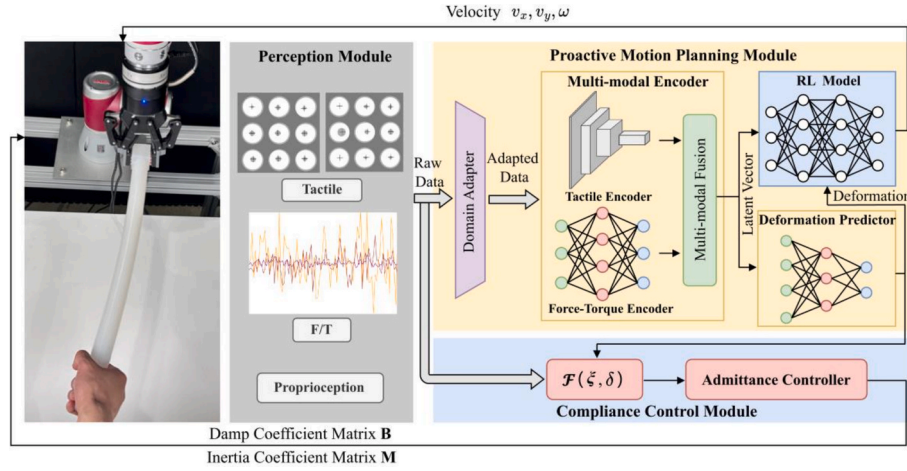 Velocity v_x, v_y, ω
Perception Module
Tactile
F/T
Proprioception
Raw
Data
Proactive Motion Planning Module
Domain Adapter
Adapted
Data
Multi-modal Encoder
Tactile Encoder
Force-Torque Encoder
Multi-modal Fusion
Latent Vector
RL Model
Deformation
Deformation Predictor
𝓕(ξ, δ)
Admittance Controller
Compliance Control Module
Damp Coefficient Matrix B
Inertia Coefficient Matrix M